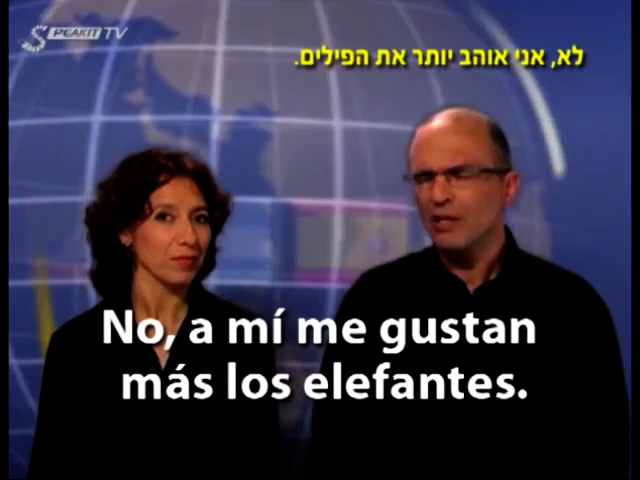 SPEAKIT TV
לא, אני אוהב יותר את הפילים.
No, a mí me gustan
más los elefantes.